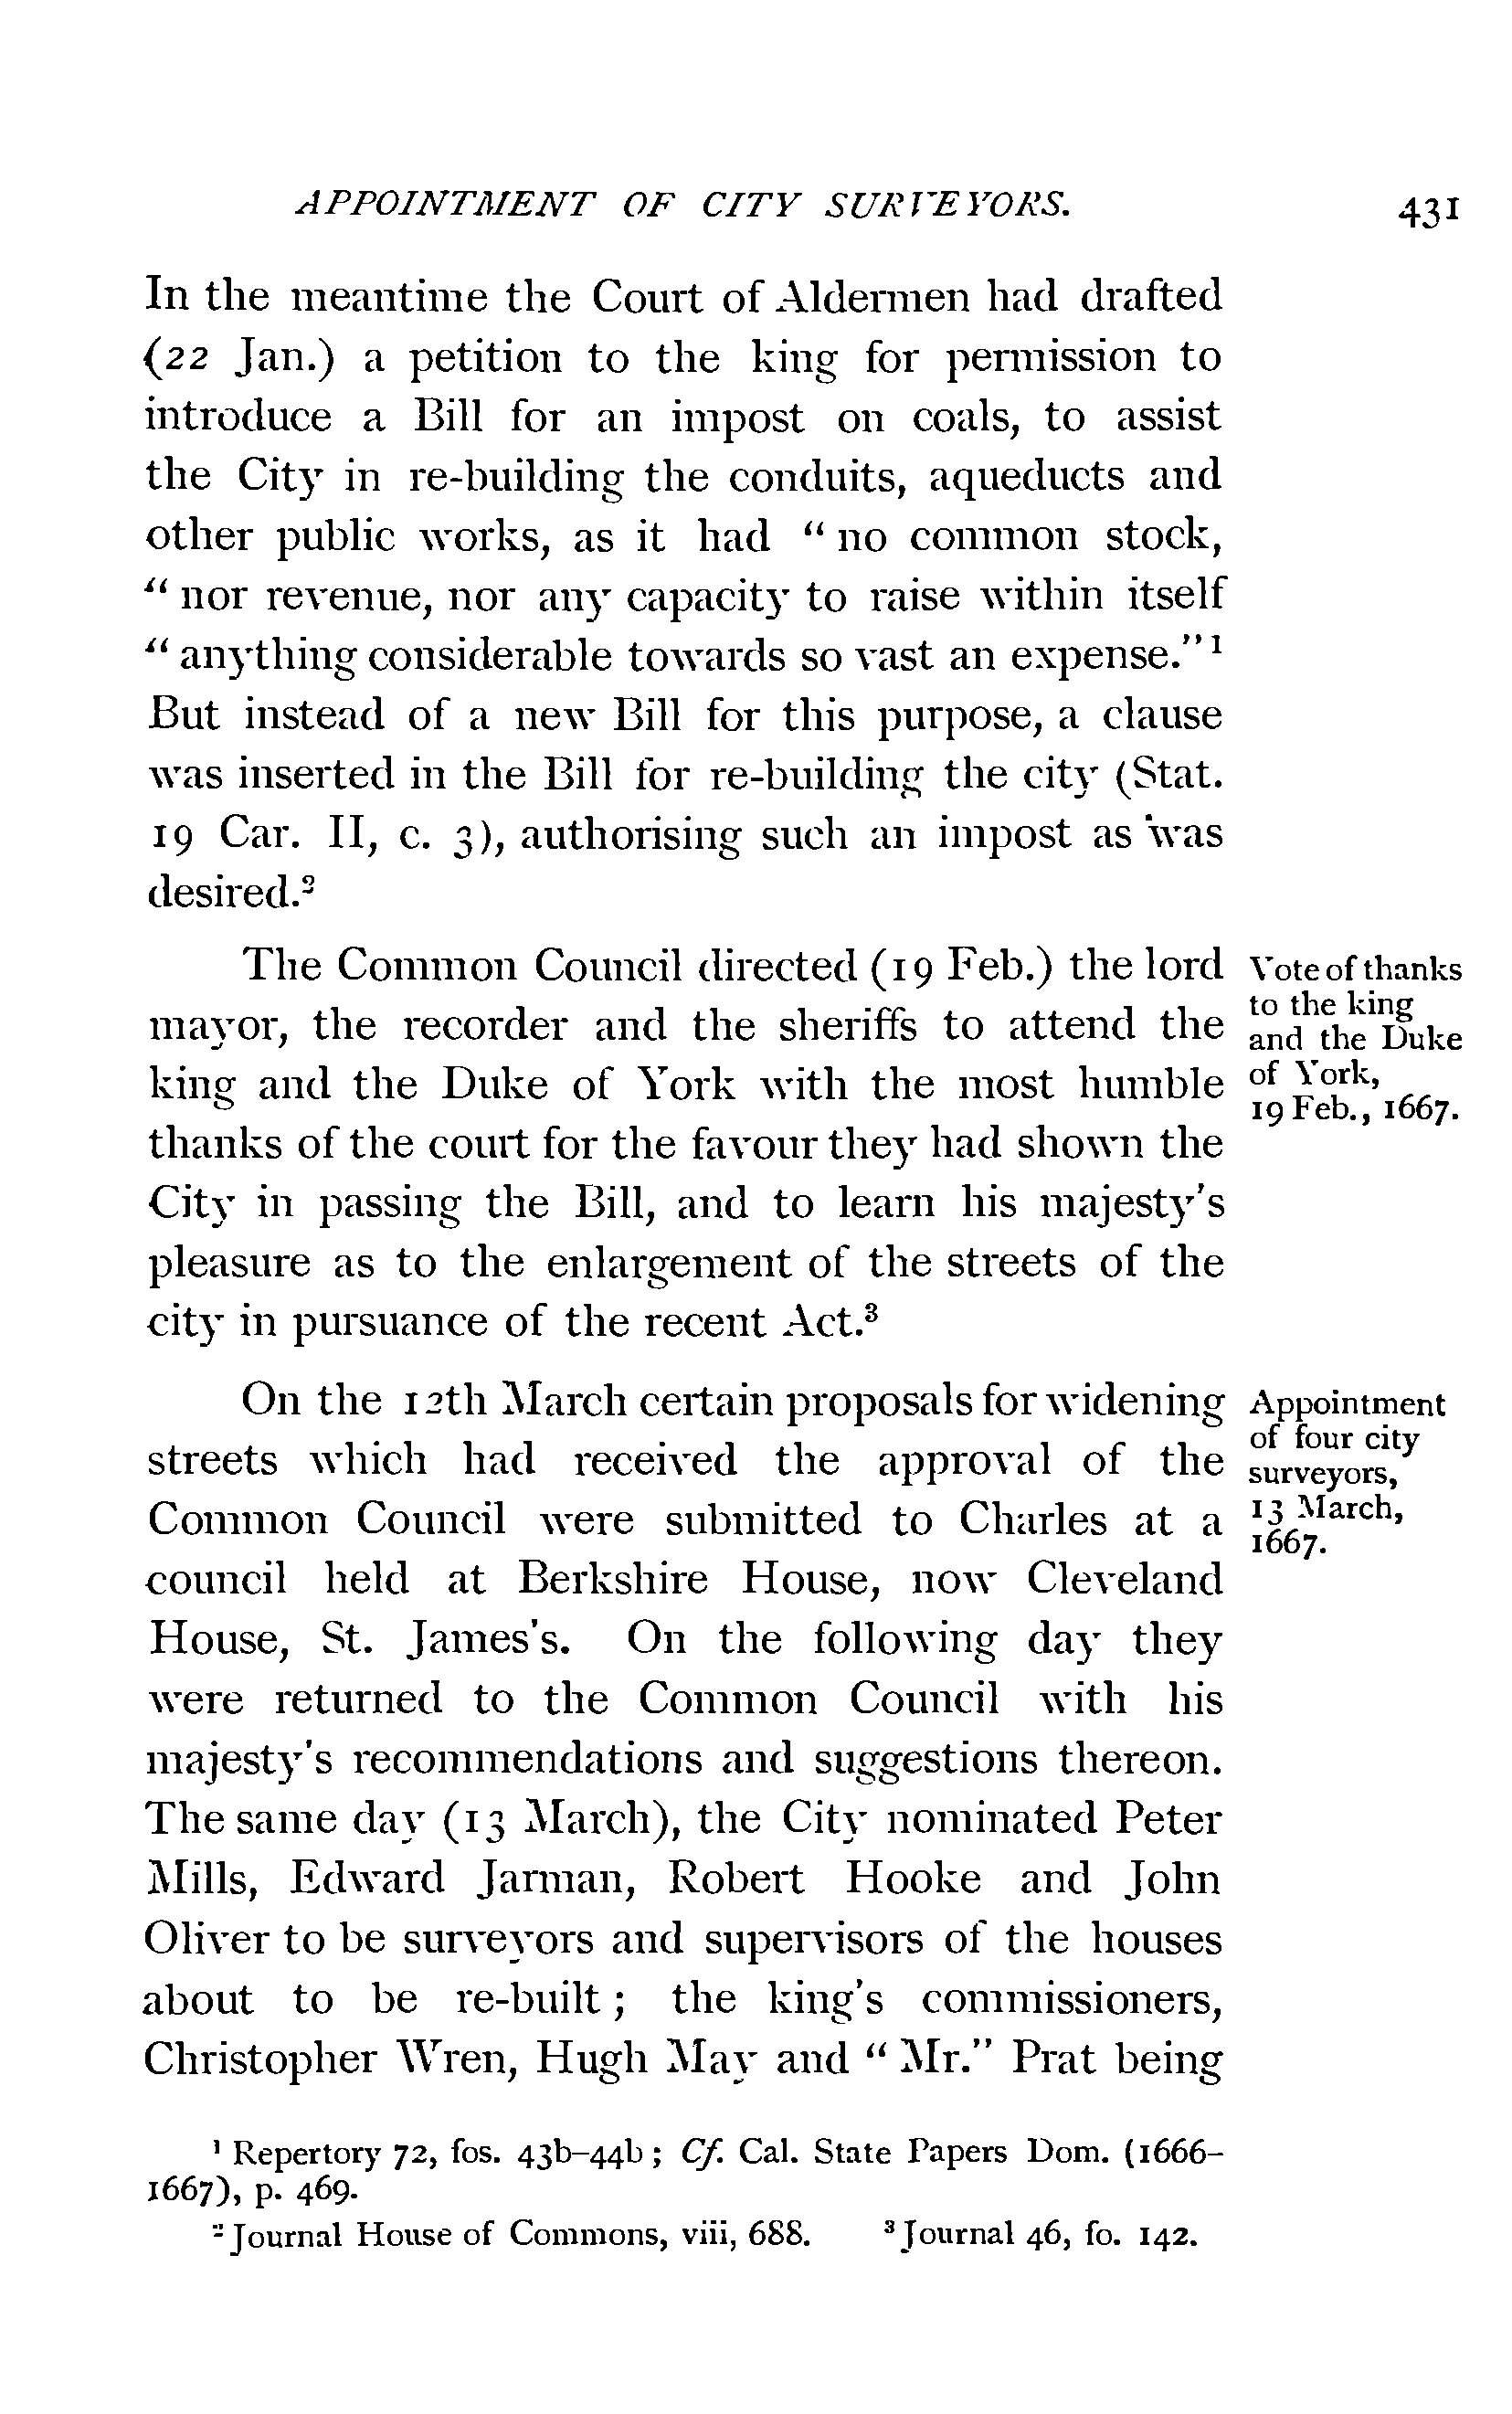 APPOINTMENT OF CITY SURVEYORS. 431
In the meantime the Court of Aldermen had drafted
(22 Jan.) a petition to the king for permission to
introduce a Bill for an impost on coals, to assist
the City in re-building the conduits, aqueducts and
other public works, as it had “ no common stock,
“ nor revenue, nor any capacity to raise within itself
“ anything considerable towards so vast an expense.”¹
But instead of a new Bill for this purpose, a clause
was inserted in the Bill for re-building the city (Stat.
19 Car. II, c. 3), authorising such an impost as was
desired.²
The Common Council directed (19 Feb.) the lord
mayor, the recorder and the sheriffs to attend the
king and the Duke of York with the most humble
thanks of the court for the favour they had shown the
City in passing the Bill, and to learn his majesty's
pleasure as to the enlargement of the streets of the
city in pursuance of the recent Act.³
Vote of thanks
to the king
and the Duke
of York,
19 Feb., 1667.
On the 12th March certain proposals for widening
streets which had received the approval of the
Common Council were submitted to Charles at a
council held at Berkshire House, now Cleveland
House, St. James's. On the following day they
were returned to the Common Council with his
majesty's recommendations and suggestions thereon.
The same day (13 March), the City nominated Peter
Mills, Edward Jarman, Robert Hooke and John
Oliver to be surveyors and supervisors of the houses
about to be re-built ; the king's commissioners,
Christopher Wren, Hugh May and “ Mr.” Prat being
Appointment
of four city
surveyors,
13 March,
1667.
¹ Repertory 72, fos. 43b–44b ; Cf. Cal. State Papers Dom. (1666–
1667), p. 469.
² Journal House of Commons, viii, 688. ³ Journal 46, fo. 142.